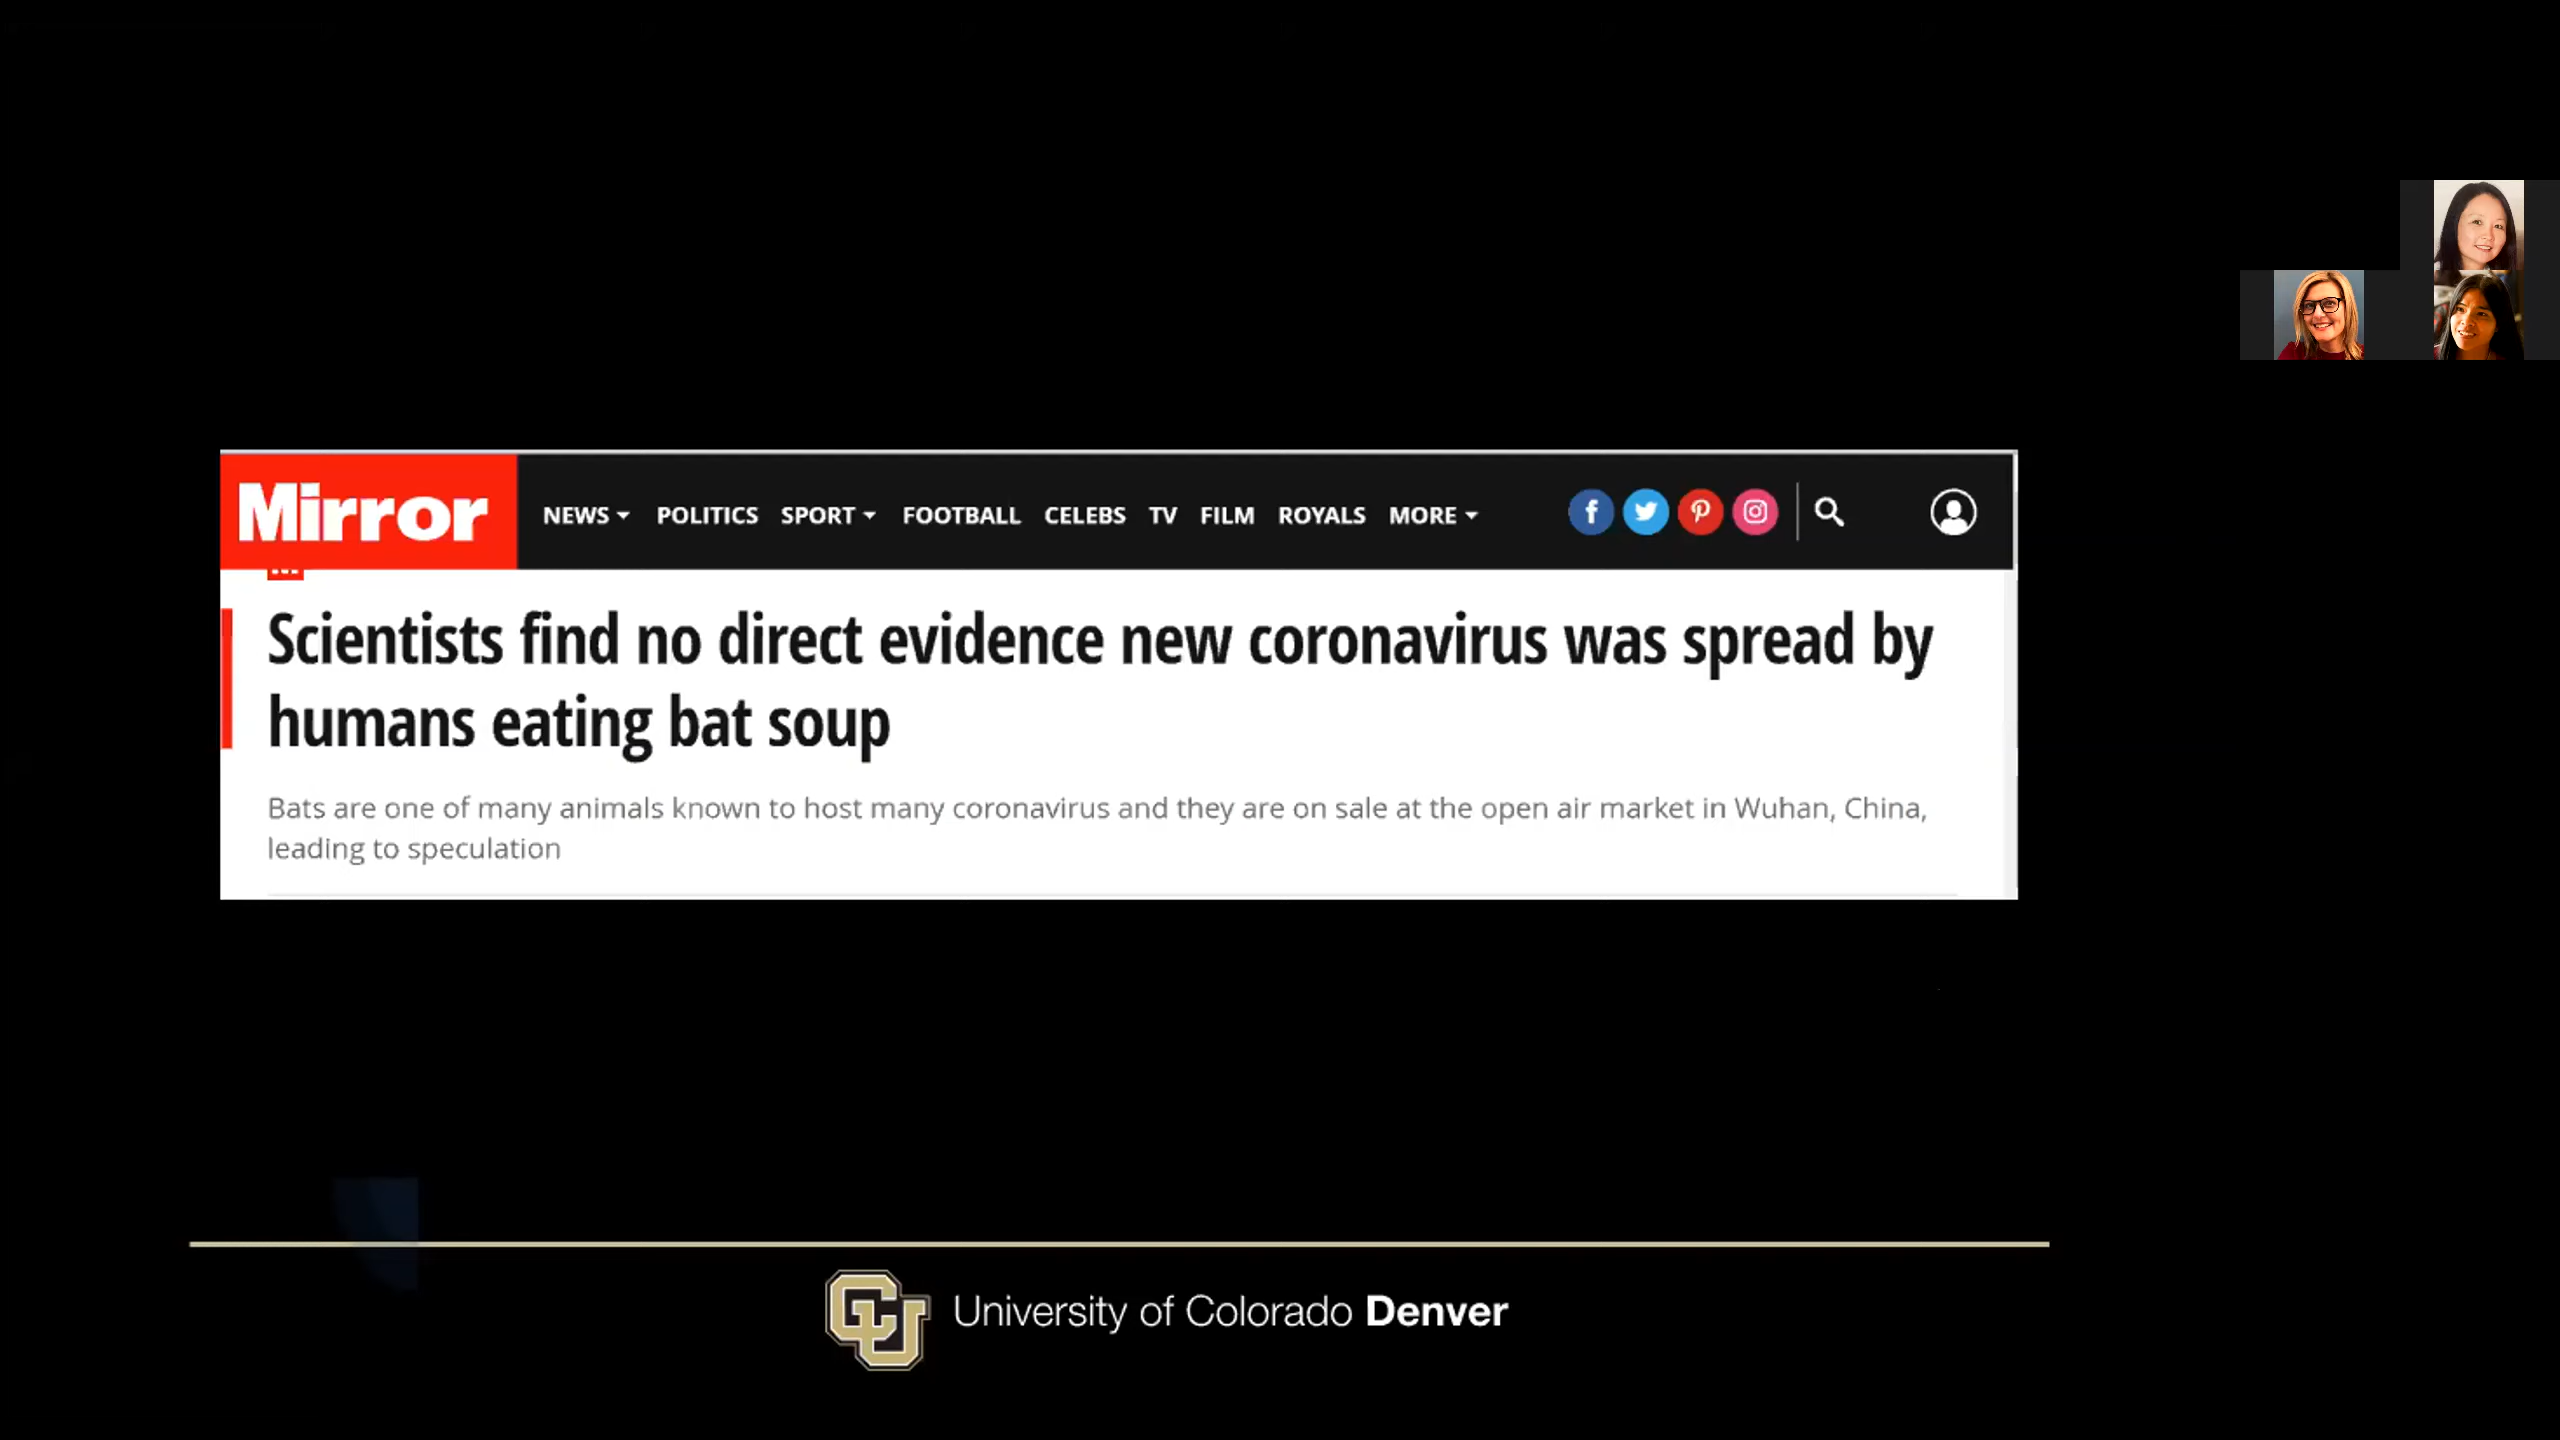 Mirror NEWS POLITICS SPORT FOOTBALL CELEBS TV FILM ROYALS MORE
Scientists find no direct evidence new coronavirus was spread by
humans eating bat soup
Bats are one of many animals known to host many coronavirus and they are on sale at the open air market in Wuhan, China,
leading to speculation
CU University of Colorado Denver